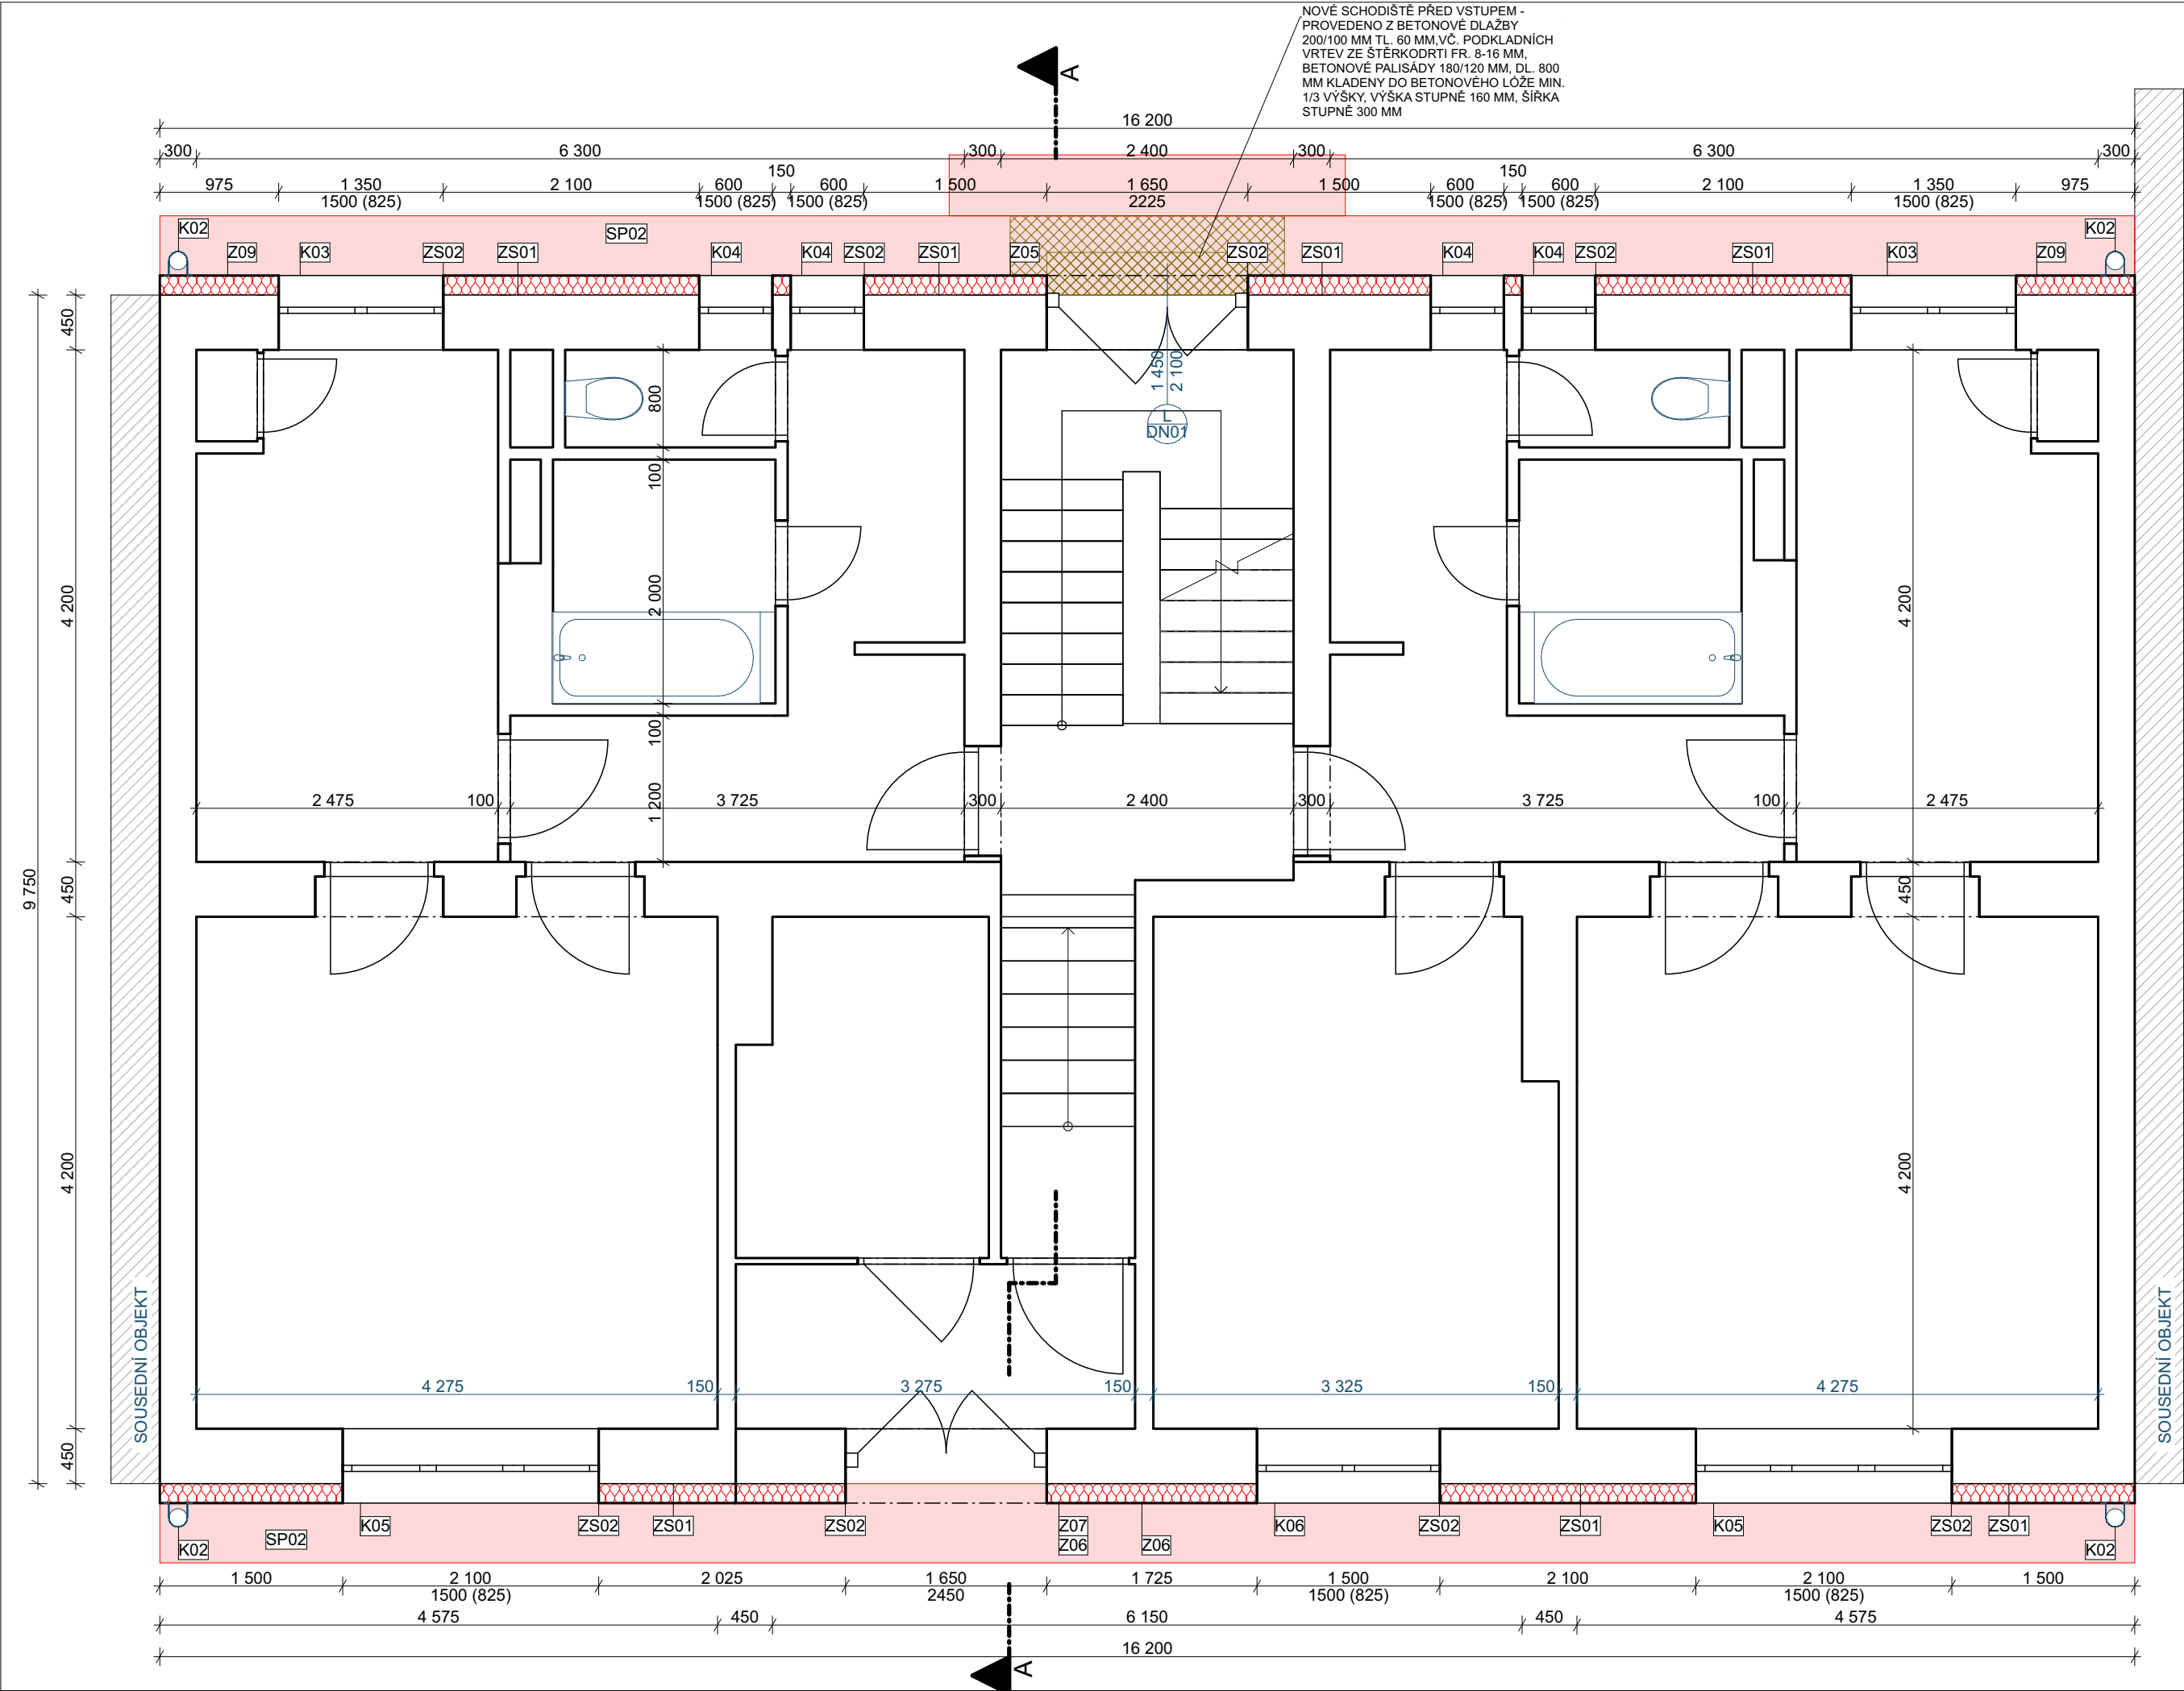 NOVÉ SCHODIŠTĚ PŘED VSTUPEM -
PROVEDENO Z BETONOVÉ DLAŽBY
200/100 MM TL. 60 MM,VČ. PODKLADNÍCH
VRTEV ZE ŠTĚRKODRTI FR. 8-16 MM,
BETONOVÉ PALISÁDY 180/120 MM, DL. 800
MM KLADENY DO BETONOVÉHO LÓŽE MIN.
1/3 VÝŠKY, VÝŠKA STUPNĚ 160 MM, ŠÍŘKA
STUPNĚ 300 MM
A
16 200
300 6 300 300 2 400 300 6 300 300
975 1 350 2 100 600 150 600 1 500 1 650 1 500 600 150 600 2 100 1 350 975
1500 (825) 1500 (825) 1500 (825) 2225 1500 (825) 1500 (825) 1500 (825)
K02 SP02 K02
Z09 K03 ZS02 ZS01 K04 K04 ZS02 ZS01 Z05 ZS02 ZS01 K04 K04 ZS02 ZS01 K03 Z09
450
800
1 450
2 100
L
DN01
100
4 200
2 000
4 200
100
2 475 100 1 200 3 725 300 2 400 300 3 725 100 2 475
9 750
450
450
4 200
4 200
SOUSEDNÍ OBJEKT
SOUSEDNÍ OBJEKT
4 275 150 3 275 150 3 325 150 4 275
450
K05 ZS02 ZS01 ZS02 Z07 K06 ZS02 ZS01 K05 ZS02 ZS01
SP02 Z06 Z06
K02 K02
1 500 2 100 2 025 1 650 1 725 1 500 2 100 2 100 1 500
1500 (825) 2450 1500 (825) 1500 (825)
4 575 450 6 150 450 4 575
16 200
A